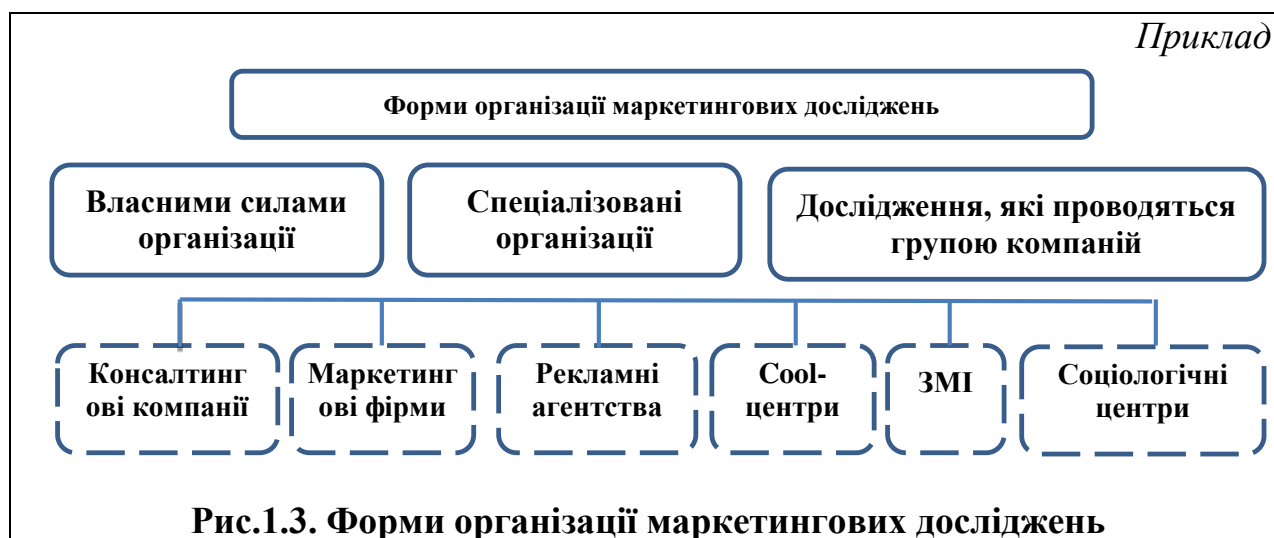 Приклад
Форми організації маркетингових досліджень
Власними силами
організації
Спеціалізовані
організації
Дослідження, які проводяться
групою компаній
Консалтинг
ові компанії
Маркетинг
ові фірми
Рекламні
агентства
Cool-
центри
ЗМІ
Соціологічні
центри
Рис.1.3. Форми організації маркетингових досліджень